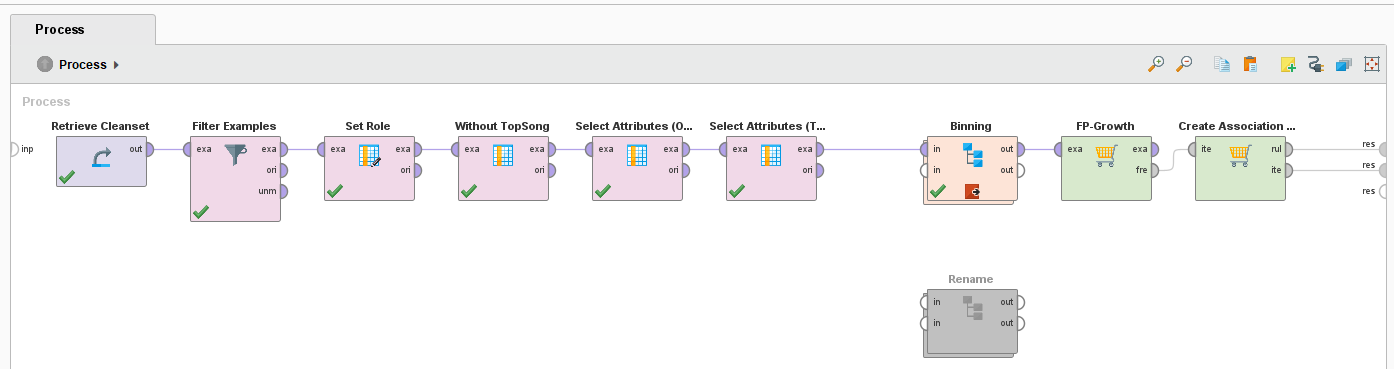 Process
Process
Process
Retrieve Cleanset Filter Examples Set Role Without TopSong Select Attributes (O... Select Attributes (T... Binning FP-Growth Create Association ...
inp out exa exa exa exa exa exa exa exa exa exa in out exa exa ite rul res
ori ori ori ori ori in out fre ite res
unm res
Rename
in out
in out